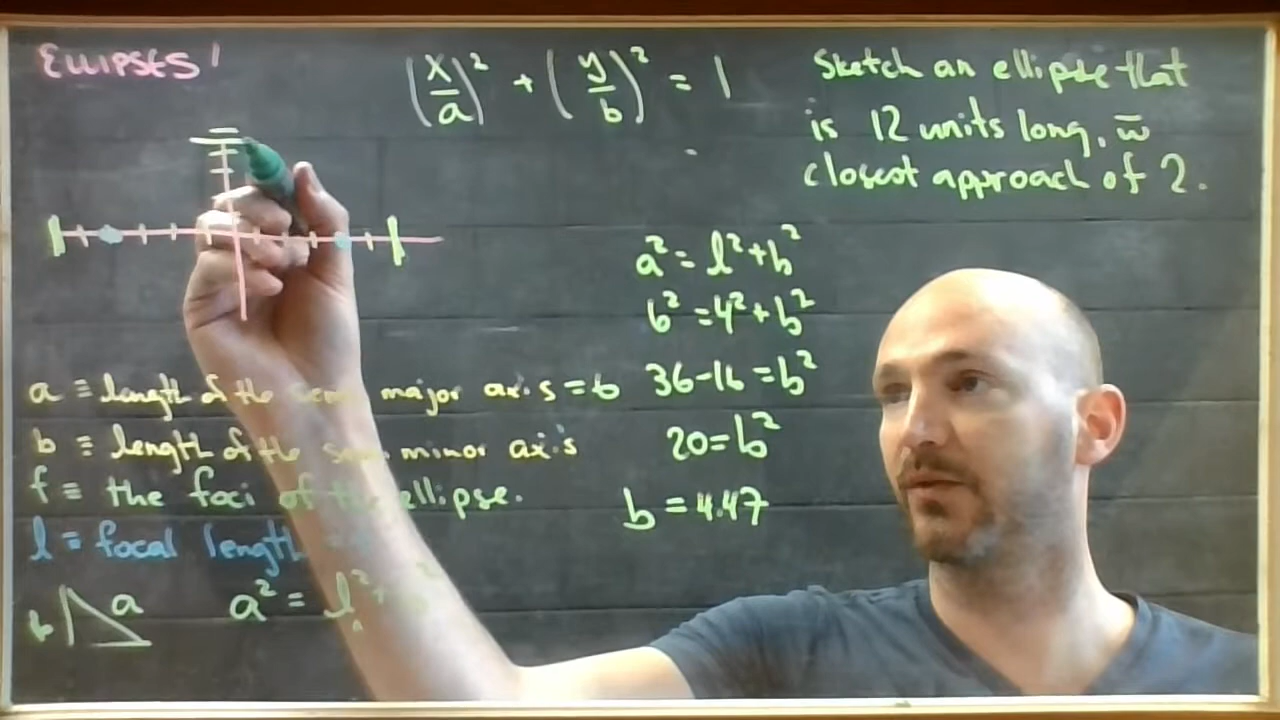 ELLIPSES!
(x/a)² + (y/b)² = 1
Sketch an ellipse that
is 12 units long, w̄
closest approach of 2.
a² = l² + b²
6² = 4² + b²
36-16 = b²
20 = b²
b = 4.47
a ≡ length of the semi major axis = 6
b ≡ length of the semi minor axis
f ≡ the foci of the ellipse.
l ≡ focal length
b a
a² = l² +